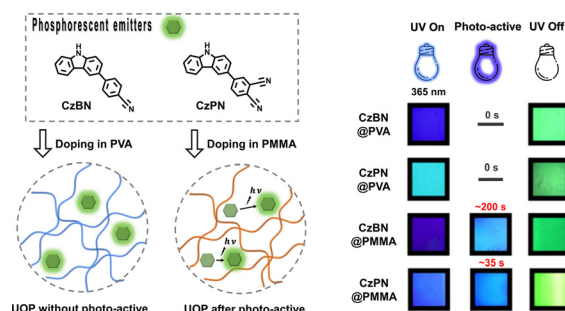 Phosphorescent emitters
H
N
H
N
N
N
N
CzBN
CzPN
Doping in PVA
Doping in PMMA
hν
hν
UOP without photo-active
UOP after photo-active
UV On
Photo-active
UV Off
365 nm
CzBN
@PVA
0 s
CzPN
@PVA
0 s
~200 s
CzBN
@PMMA
~35 s
CzPN
@PMMA